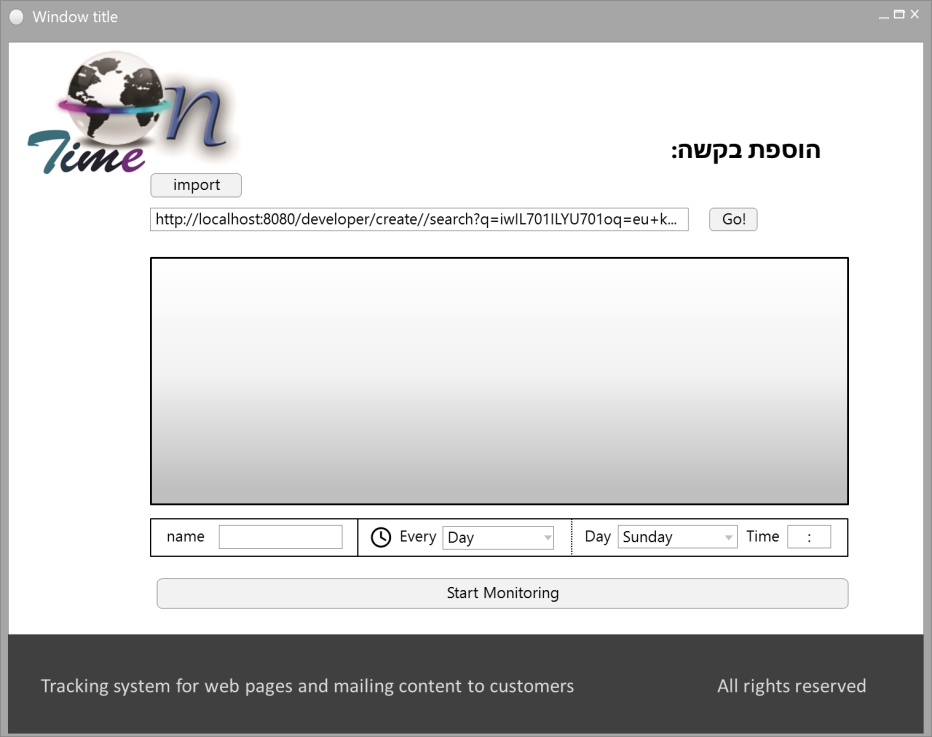 Window title
n
Time
הוספת בקשה:
import
http://localhost:8080/developer/create//search?q=iwIL701ILYU701oq=eu+k...
Go!
name
Every Day
Day Sunday Time :
Start Monitoring
Tracking system for web pages and mailing content to customers
All rights reserved